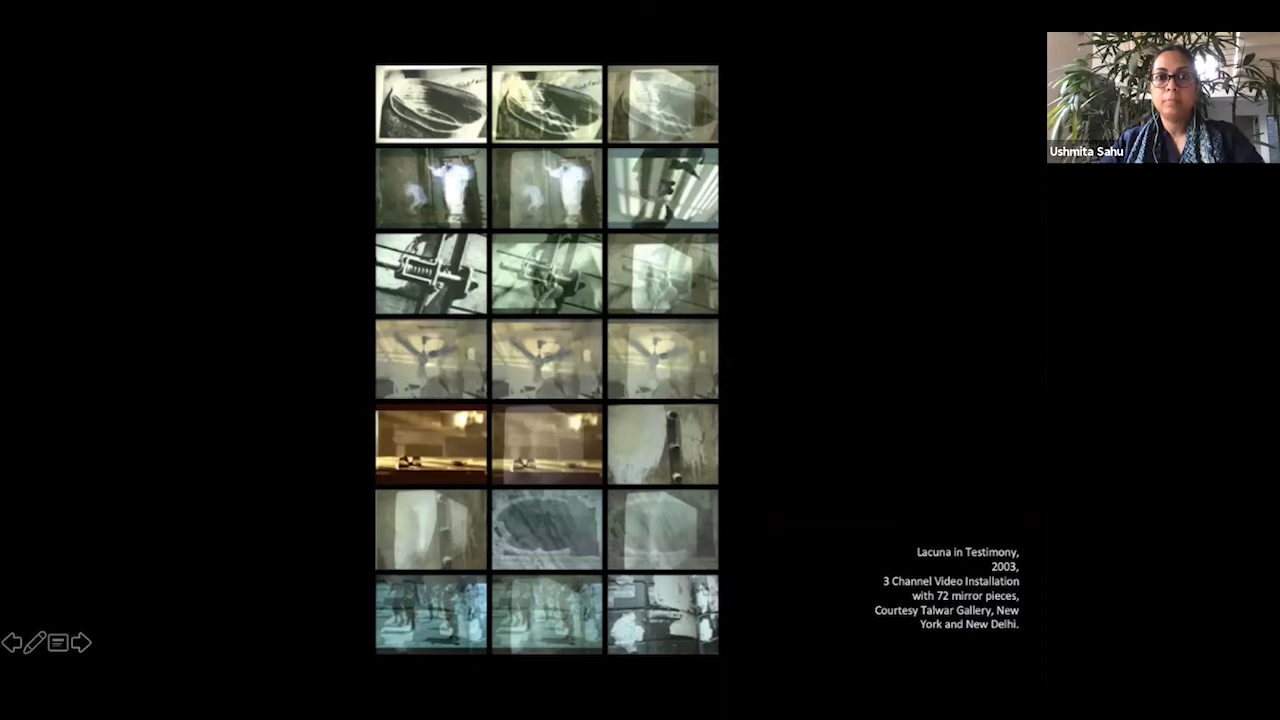 Ushmita Sahu
Lacuna in Testimony,
2003,
3 Channel Video Installation
with 72 mirror pieces,
Courtesy Talwar Gallery, New
York and New Delhi.